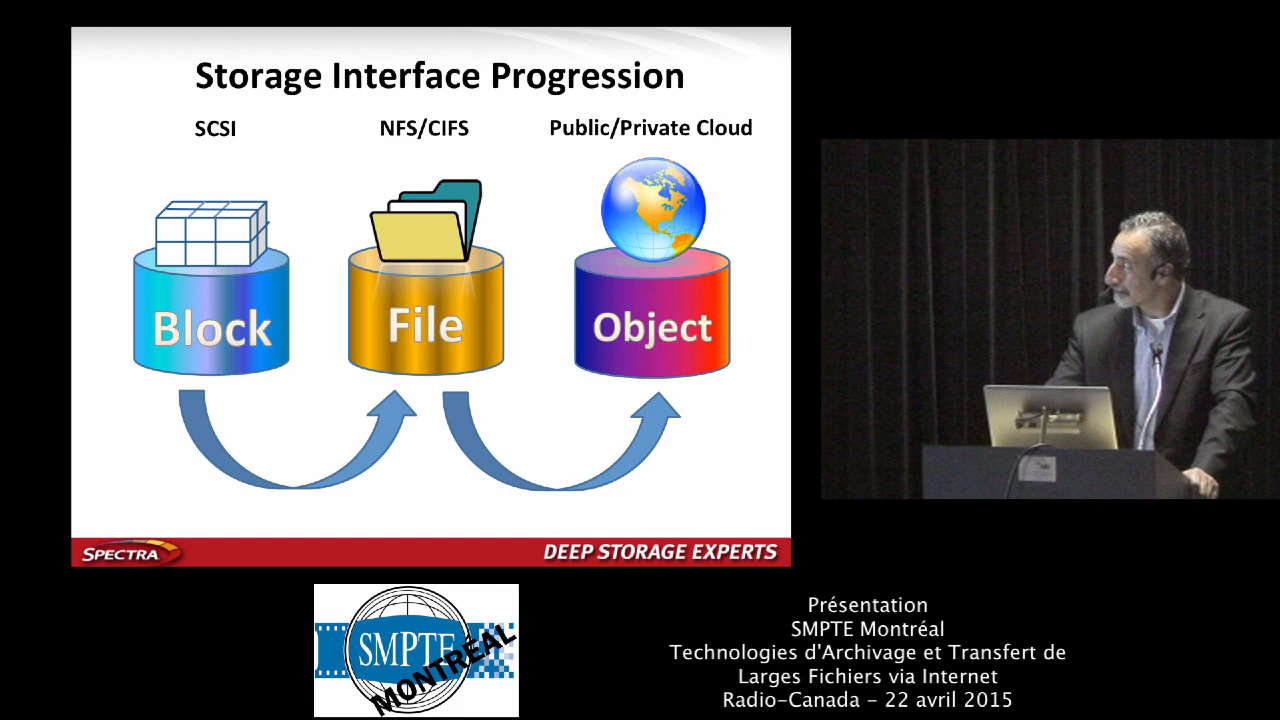 Storage Interface Progression
SCSI
NFS/CIFS
Public/Private Cloud
Block
File
Object
SPECTRA
DEEP STORAGE EXPERTS
SMPTE
MONTRÉAL
Présentation
SMPTE Montréal
Technologies d'Archivage et Transfert de
Larges Fichiers via Internet
Radio-Canada - 22 avril 2015